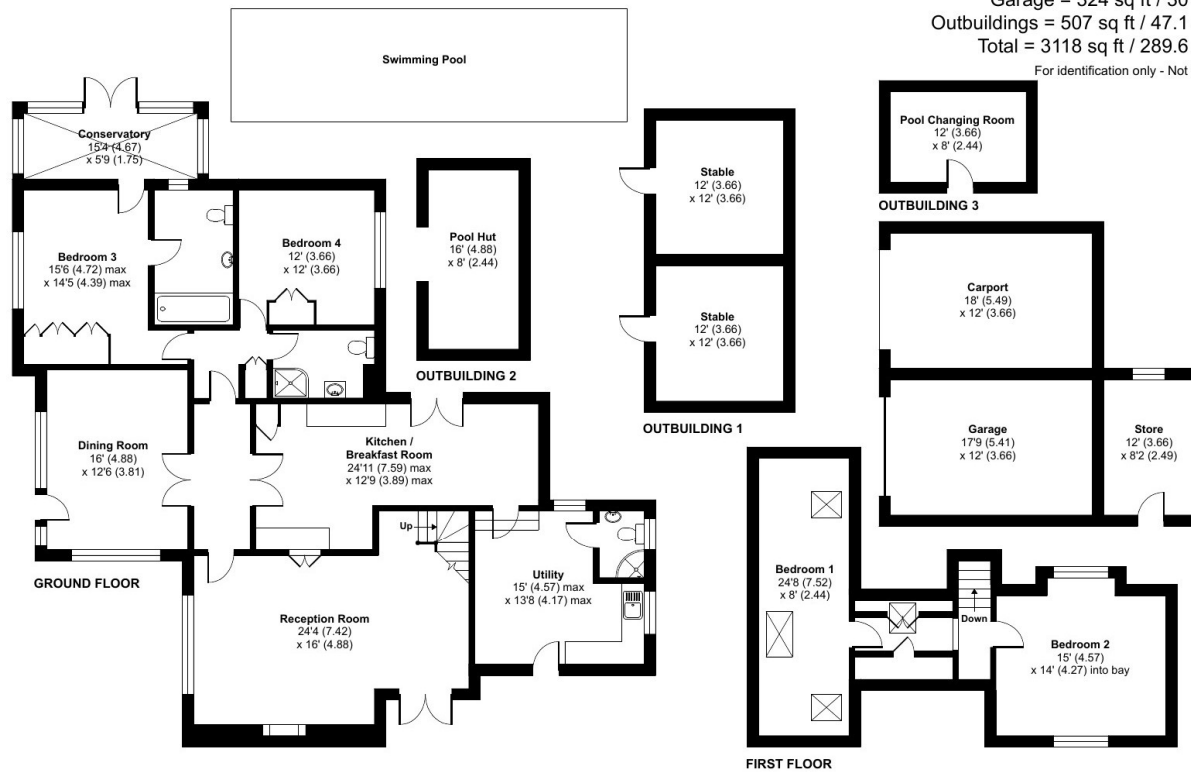 Garage = 324 sq ft / 30
Outbuildings = 507 sq ft / 47.1
Total = 3118 sq ft / 289.6
For identification only - Not
Swimming Pool
Conservatory
15'4 (4.67)
x 5'9 (1.75)
Pool Changing Room
12' (3.66)
x 8' (2.44)
OUTBUILDING 3
Stable
12' (3.66)
x 12' (3.66)
Pool Hut
16' (4.88)
x 8' (2.44)
OUTBUILDING 2
Bedroom 4
12' (3.66)
x 12' (3.66)
Bedroom 3
15'6 (4.72) max
x 14'5 (4.39) max
Stable
12' (3.66)
x 12' (3.66)
OUTBUILDING 1
Carport
18' (5.49)
x 12' (3.66)
Garage
17'9 (5.41)
x 12' (3.66)
Store
12' (3.66)
x 8'2 (2.49)
Dining Room
16' (4.88)
x 12'6 (3.81)
Kitchen /
Breakfast Room
24'11 (7.59) max
x 12'9 (3.89) max
Up
GROUND FLOOR
Utility
15' (4.57) max
x 13'8 (4.17) max
Reception Room
24'4 (7.42)
x 16' (4.88)
Bedroom 1
24'8 (7.52)
x 8' (2.44)
Down
Bedroom 2
15' (4.57)
x 14' (4.27) into bay
FIRST FLOOR